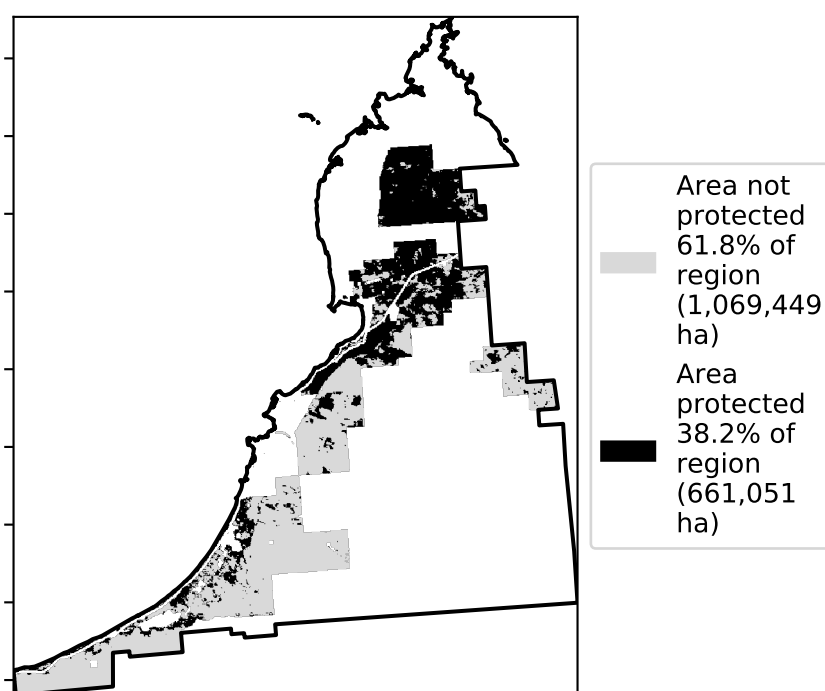 Area not
protected
61.8% of
region
(1,069,449
ha)
Area
protected
38.2% of
region
(661,051
ha)